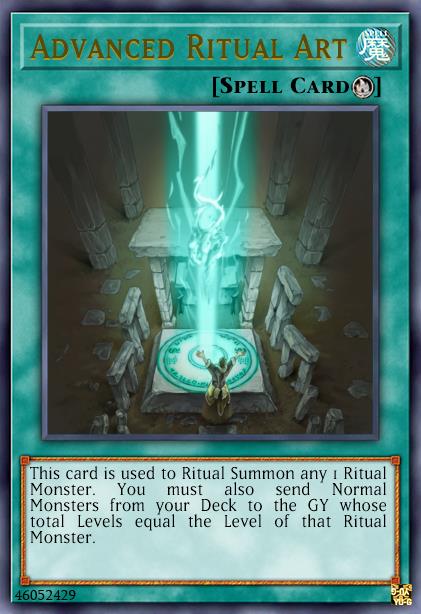 ADVANCED RITUAL ART
SPELL
魔
[SPELL CARD]
This card is used to Ritual Summon any 1 Ritual
Monster. You must also send Normal
Monsters from your Deck to the GY whose
total Levels equal the Level of that Ritual
Monster.
46052429